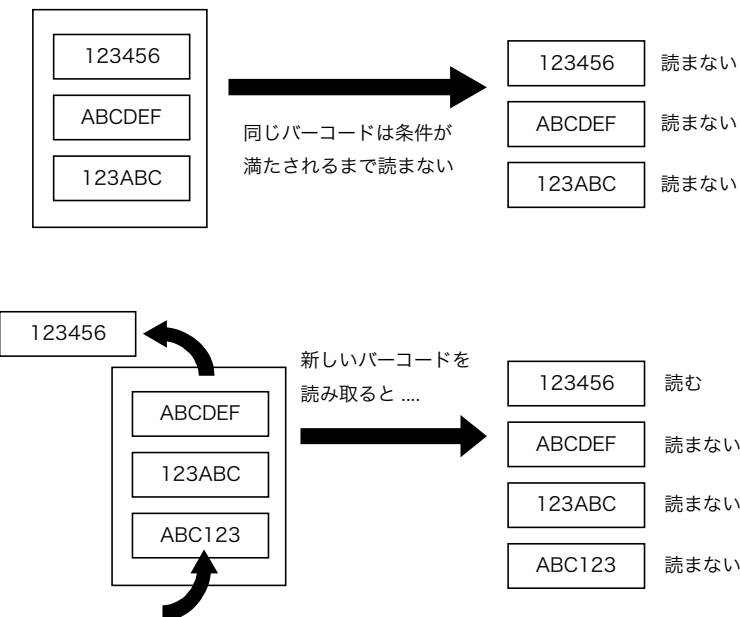 123456
ABCDEF
123ABC
同じバーコードは条件が
満たされるまで読まない
123456 読まない
ABCDEF 読まない
123ABC 読まない
123456
ABCDEF
123ABC
ABC123
新しいバーコードを
読み取ると ....
123456 読む
ABCDEF 読まない
123ABC 読まない
ABC123 読まない